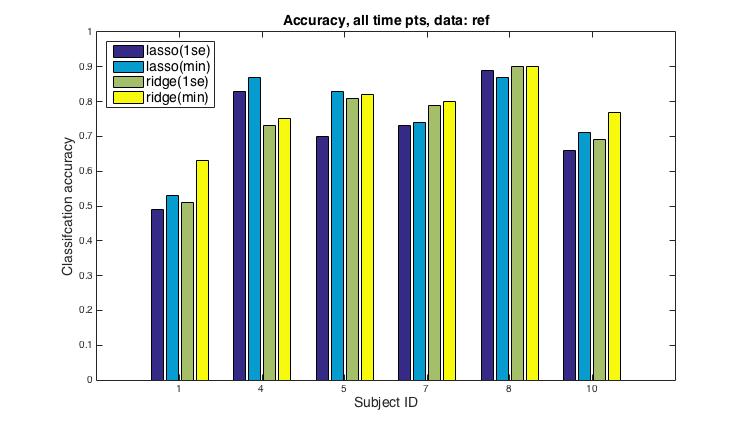 Accuracy, all time pts, data: ref
lasso(1se)
lasso(min)
ridge(1se)
ridge(min)
Classifcation accuracy
1
0.9
0.8
0.7
0.6
0.5
0.4
0.3
0.2
0.1
0
1 4 5 7 8 10
Subject ID